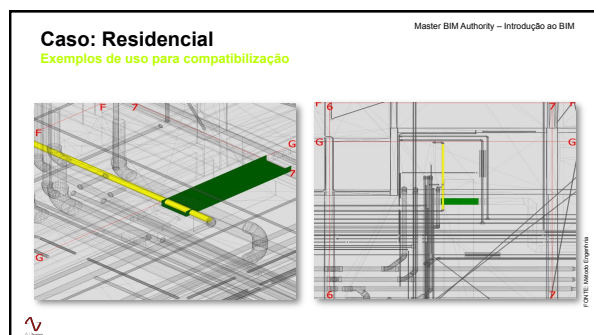 Master BIM Authority – Introdução ao BIM
Caso: Residencial
Exemplos de uso para compatibilização
F
7
F
G
7
G
F
6
7
F
G
G
6
7
FONTE: Método Engenharia